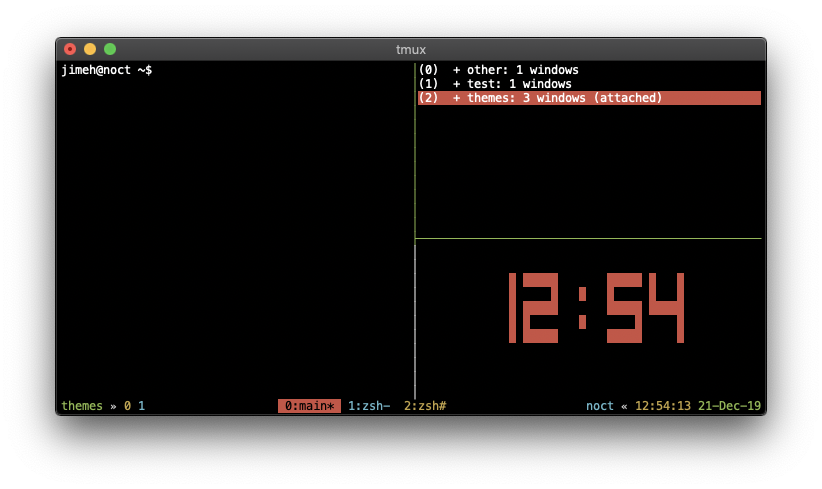 tmux
jimeh@noct ~$
(0)  + other: 1 windows
(1)  + test: 1 windows
(2)  + themes: 3 windows (attached)
12:54
themes » 0 1  0:main*  1:zsh-  2:zsh#  noct « 12:54:13 21-Dec-19